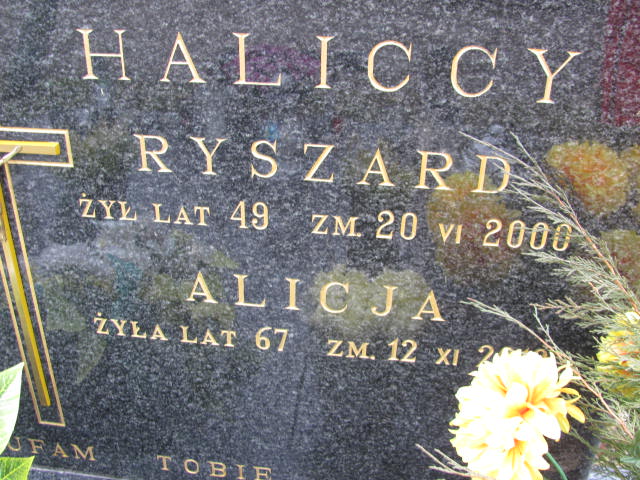 HALICCY
RYSZARD
ŻYŁ LAT 49 ZM. 20 VI 2000
ALICJA
ŻYŁA LAT 67 ZM. 12 XI
UFAM TOBIE